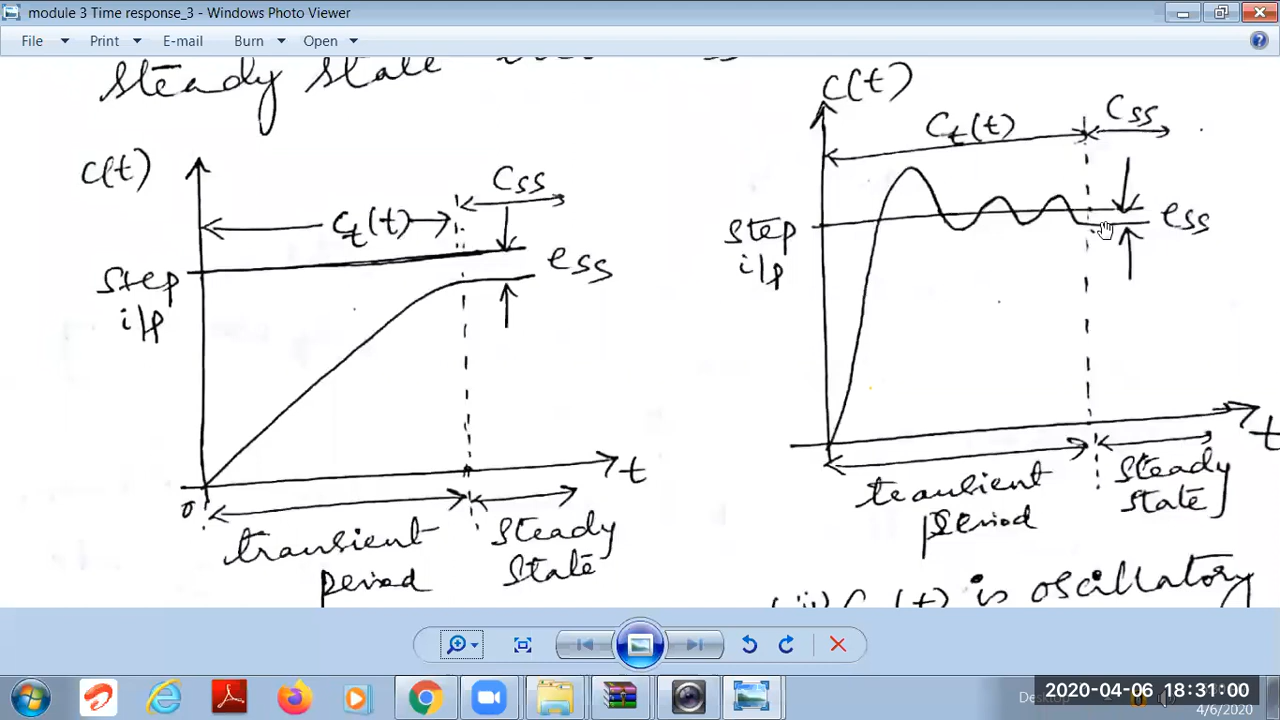 module 3 Time response_3 - Windows Photo Viewer
File Print E-mail Burn Open
Steady State
C(t)
Css
Ct(t)
Step
i/p
ess
0
t
transient
period
Steady
State
C(t)
Ct(t)
Css
Step
i/p
ess
t
transient
period
Steady
State
(t) is oscillatory
Desktop
2020-04-06 18:31:00
4/6/2020